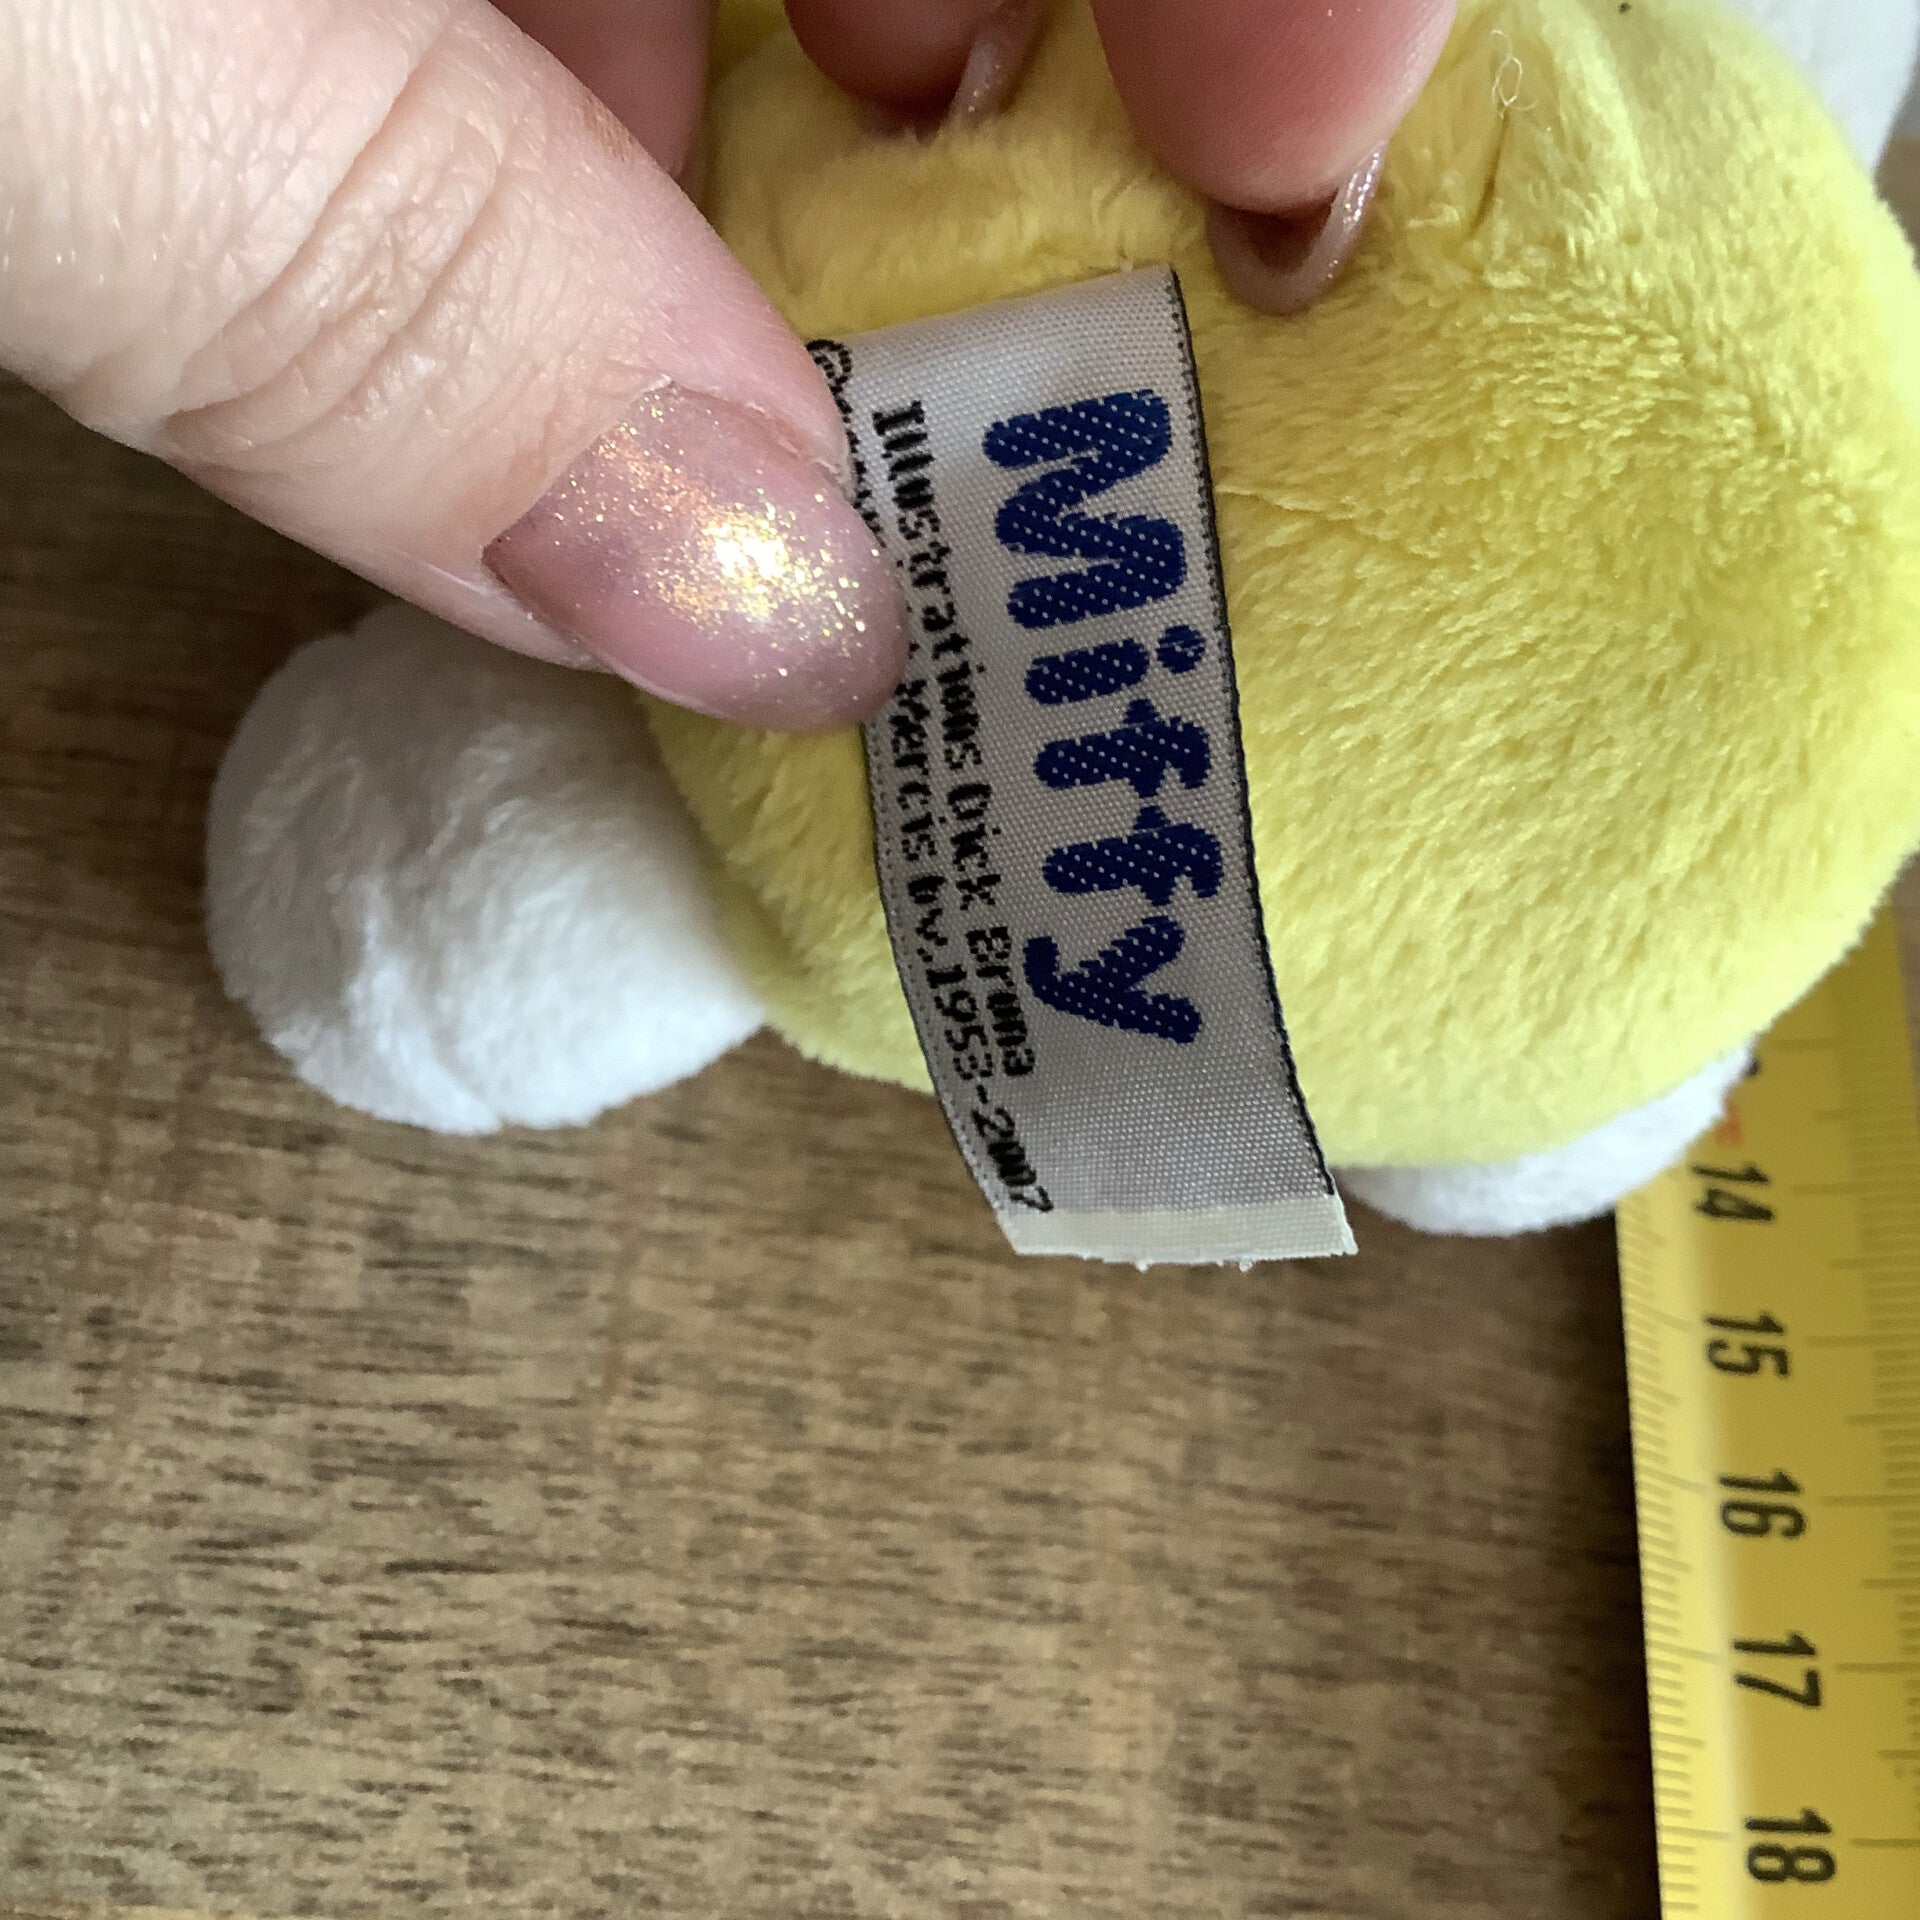 Miffy
Illustrations Dick Bruna
© Mercis bv.1953-2007
14
15
16
17
18